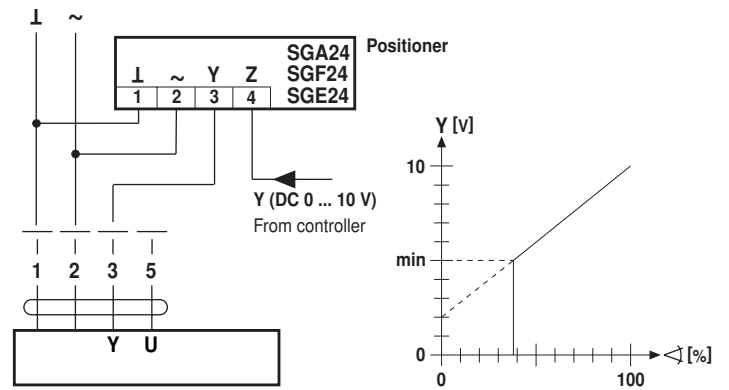 ⊥ ~
SGA24
SGF24
SGE24
Positioner
⊥ ~ Y Z
1 2 3 4
Y (DC 0 ... 10 V)
From controller
1 2 3 5
Y U
Y [V]
10
min
0
0 100
∢ [%]